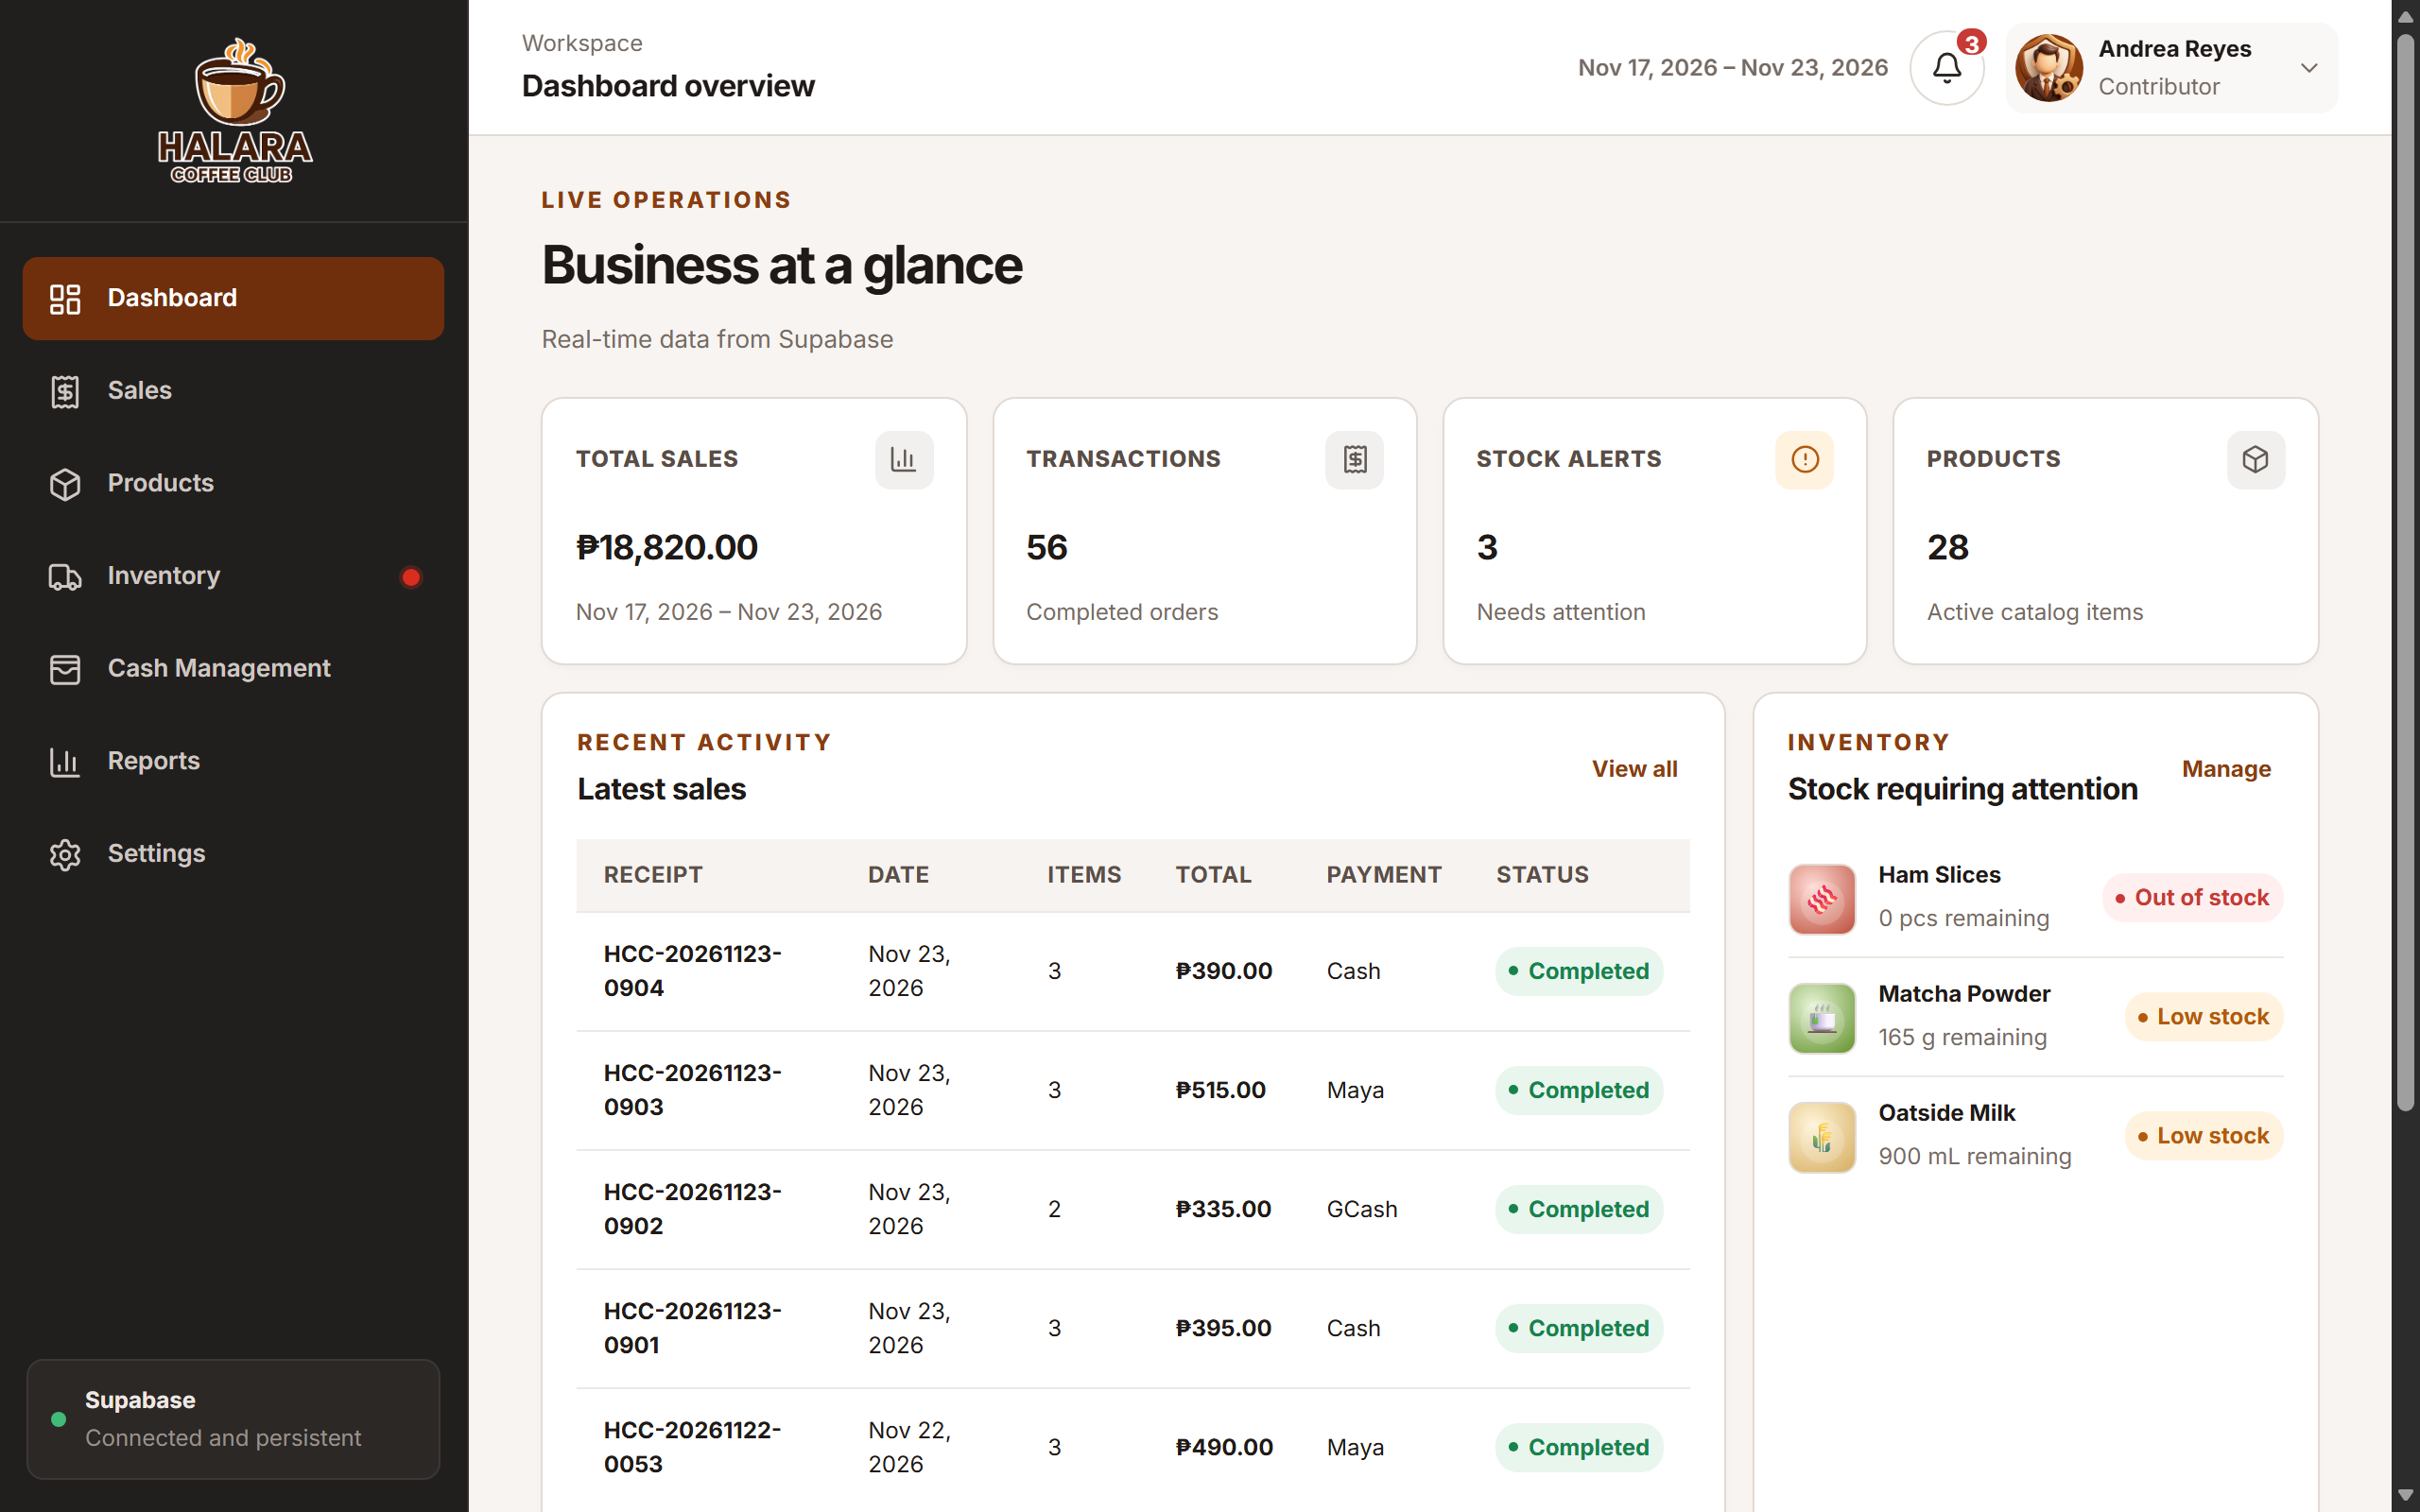 HALARA
COFFEE CLUB
Dashboard
Sales
Products
Inventory
Cash Management
Reports
Settings
Supabase
Connected and persistent
Workspace
Dashboard overview
Nov 17, 2026 – Nov 23, 2026
3
Andrea Reyes
Contributor
LIVE OPERATIONS
Business at a glance
Real-time data from Supabase
TOTAL SALES
₱18,820.00
Nov 17, 2026 – Nov 23, 2026
TRANSACTIONS
56
Completed orders
STOCK ALERTS
3
Needs attention
PRODUCTS
28
Active catalog items
RECENT ACTIVITY
Latest sales
View all
RECEIPT DATE ITEMS TOTAL PAYMENT STATUS
HCC-20261123-
0904
Nov 23,
2026
3
₱390.00
Cash
Completed
HCC-20261123-
0903
Nov 23,
2026
3
₱515.00
Maya
Completed
HCC-20261123-
0902
Nov 23,
2026
2
₱335.00
GCash
Completed
HCC-20261123-
0901
Nov 23,
2026
3
₱395.00
Cash
Completed
HCC-20261122-
0053
Nov 22,
2026
3
₱490.00
Maya
Completed
INVENTORY
Stock requiring attention
Manage
Ham Slices
0 pcs remaining
Out of stock
Matcha Powder
165 g remaining
Low stock
Oatside Milk
900 mL remaining
Low stock